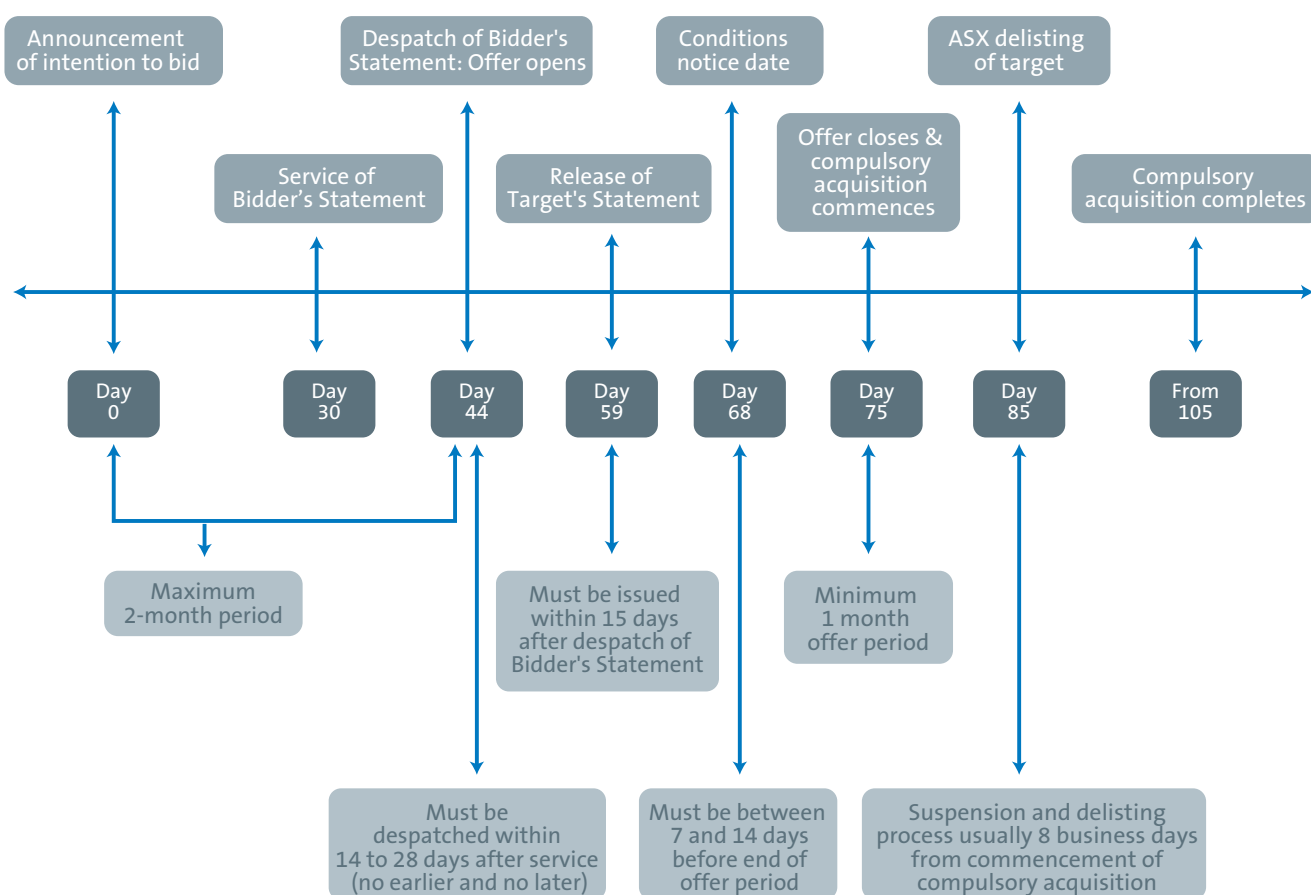 Announcement
of intention to bid
Despatch of Bidder's
Statement: Offer opens
Conditions
notice date
ASX delisting
of target
Service of
Bidder’s Statement
Release of
Target's Statement
Offer closes &
compulsory
acquisition
commences
Compulsory
acquisition completes
Day
0
Day
30
Day
44
Day
59
Day
68
Day
75
Day
85
From
105
Maximum
2-month period
Must be issued
within 15 days
after despatch of
Bidder's Statement
Minimum
1 month
offer period
Must be
despatched within
14 to 28 days after service
(no earlier and no later)
Must be between
7 and 14 days
before end of
offer period
Suspension and delisting
process usually 8 business days
from commencement of
compulsory acquisition